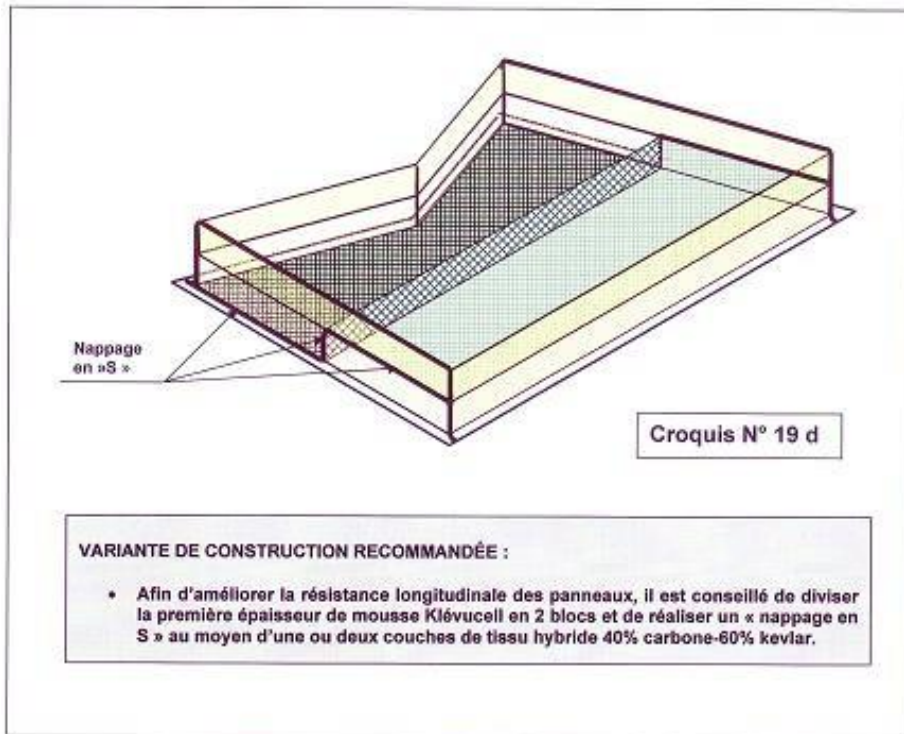 Nappage
en »S »
Croquis N° 19 d
VARIANTE DE CONSTRUCTION RECOMMANDÉE :
• Afin d'améliorer la résistance longitudinale des panneaux, il est conseillé de diviser
la première épaisseur de mousse Klévucell en 2 blocs et de réaliser un « nappage en
S » au moyen d'une ou deux couches de tissu hybride 40% carbone-60% kevlar.